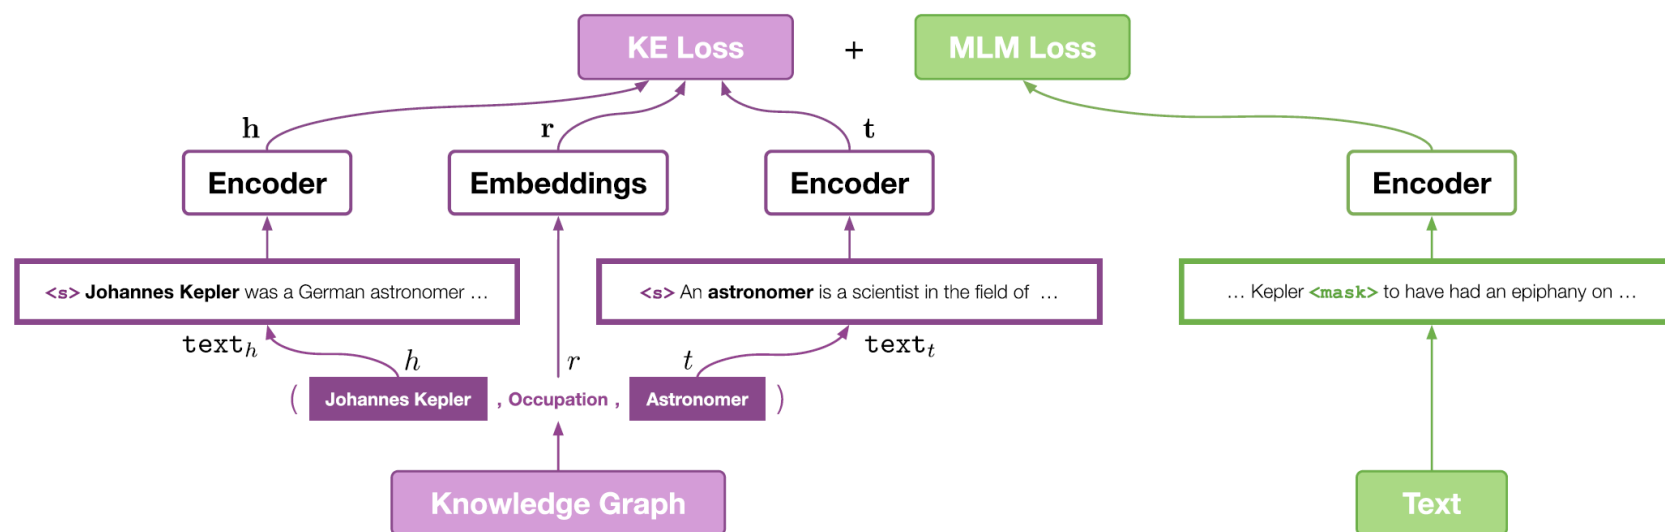 KE Loss + MLM Loss
h r t
Encoder Embeddings Encoder Encoder
<s> Johannes Kepler was a German astronomer ... <s> An astronomer is a scientist in the field of ... ... Kepler <mask> to have had an epiphany on ...
text_h h r t text_t
( Johannes Kepler , Occupation , Astronomer )
Knowledge Graph Text